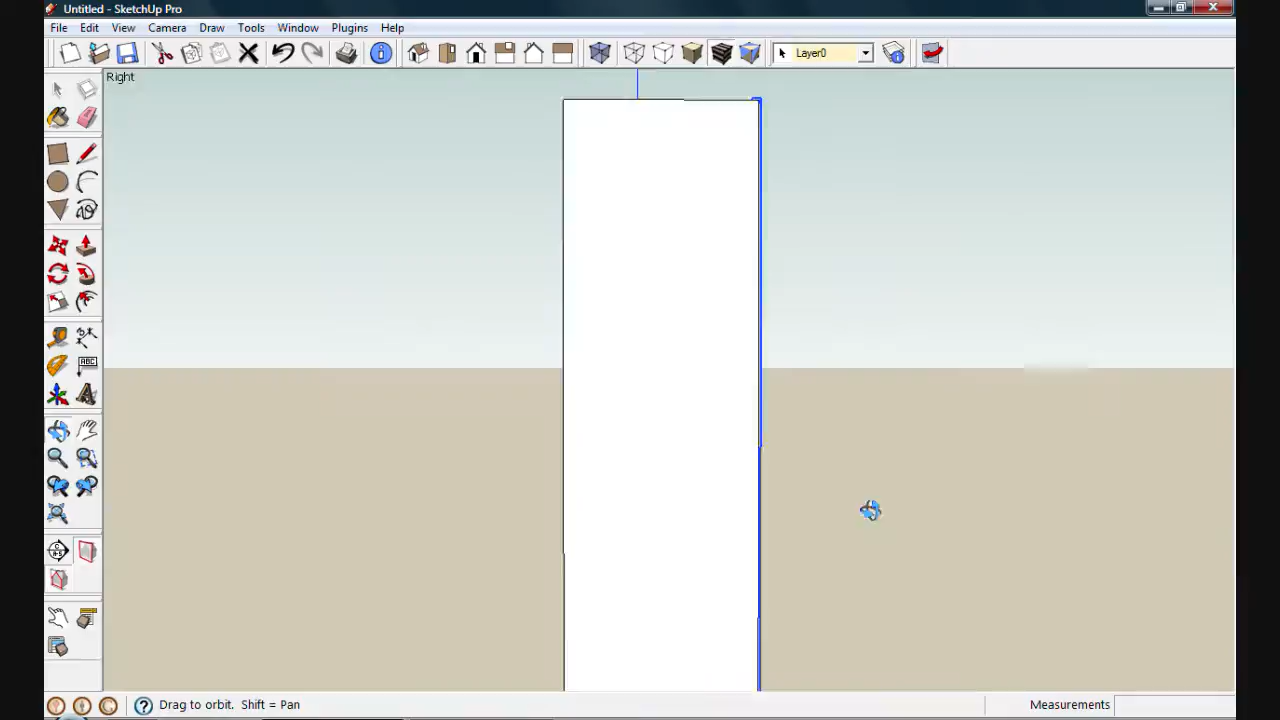 Untitled - SketchUp Pro
File Edit View Camera Draw Tools Window Plugins Help
Layer0
Right
ABC
A
Drag to orbit. Shift = Pan
Measurements